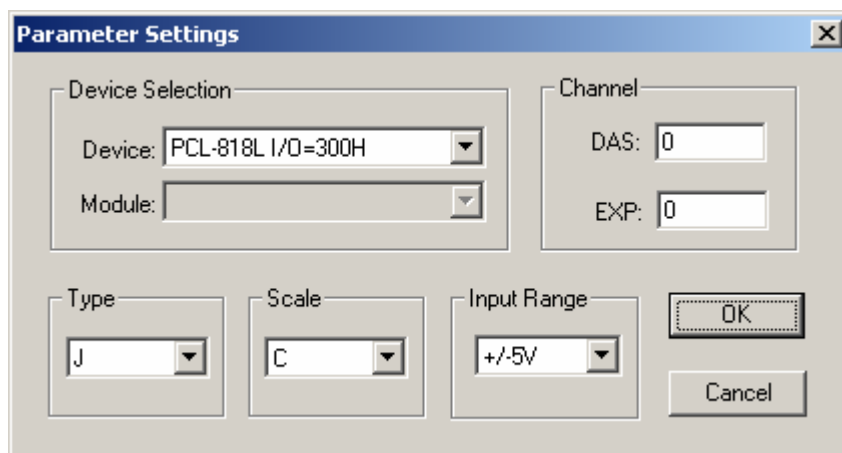 Parameter Settings
Device Selection
Device: PCL-818L I/O=300H
Module:
Channel
DAS: 0
EXP: 0
Type
J
Scale
C
Input Range
+/-5V
OK
Cancel